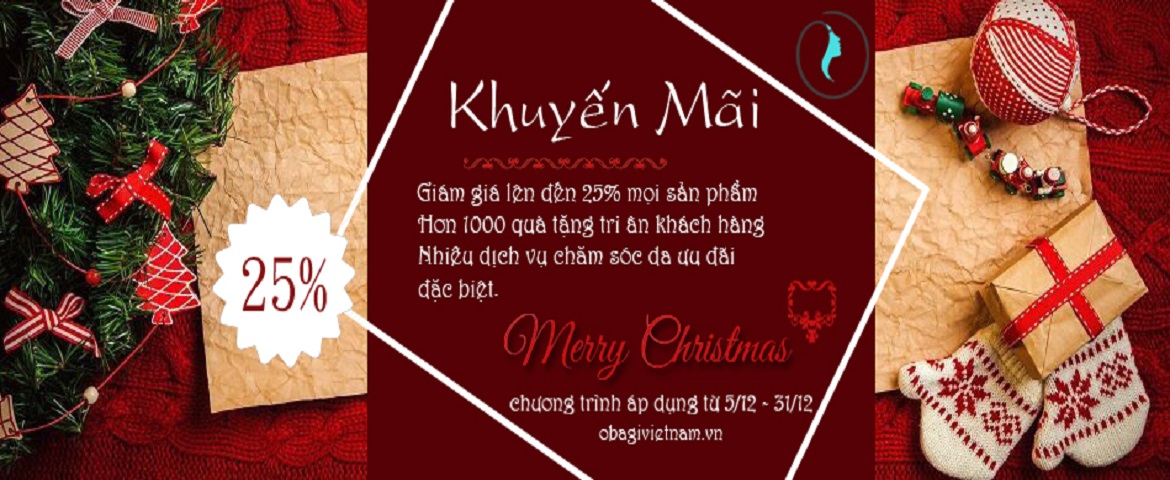 Khuyến Mãi
Giảm giá lên đến 25% mọi sản phẩm
Hơn 1000 quà tặng tri ân khách hàng
Nhiều dịch vụ chăm sóc da ưu đãi
đặc biệt.
25%
Merry Christmas
chương trình áp dụng từ 5/12 - 31/12
obagivietnam.vn